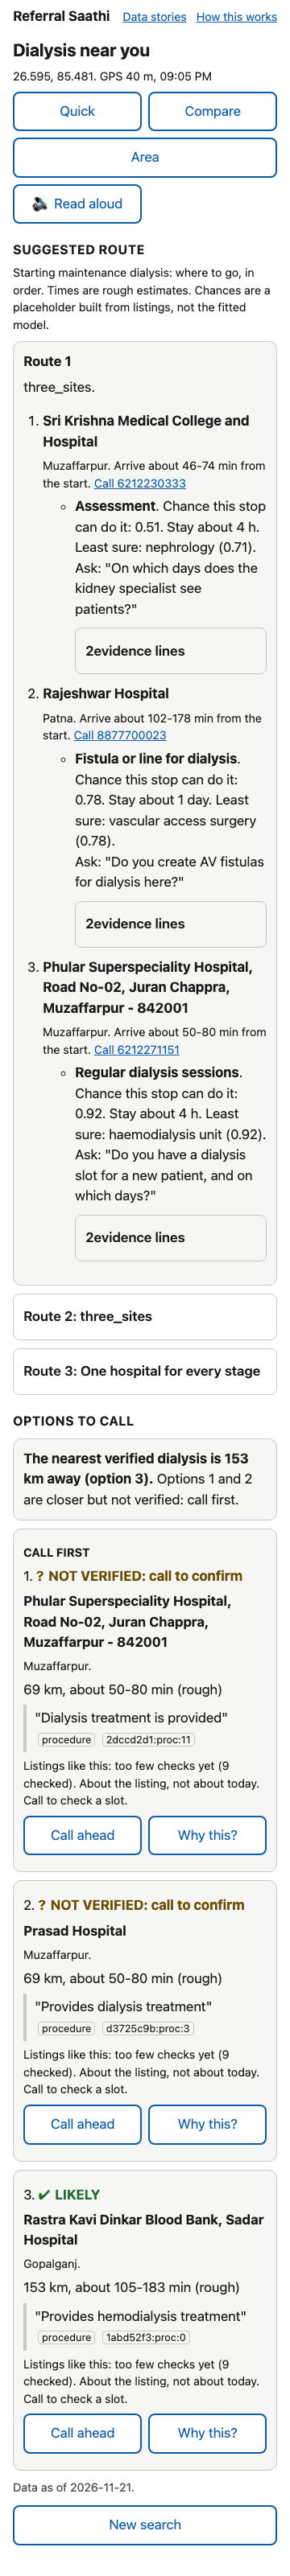 Referral Saathi Data stories How this works
Dialysis near you
26.595, 85.481. GPS 40 m, 09:05 PM
Quick
Compare
Area
Read aloud
SUGGESTED ROUTE
Starting maintenance dialysis: where to go, in
order. Times are rough estimates. Chances are a
placeholder built from listings, not the fitted
model.
Route 1
three_sites.
1. Sri Krishna Medical College and
Hospital
Muzaffarpur. Arrive about 46-74 min from
the start. Call 6212230333
Assessment. Chance this stop
can do it: 0.51. Stay about 4 h.
Least sure: nephrology (0.71).
Ask: "On which days does the
kidney specialist see
patients?"
2evidence lines
2. Rajeshwar Hospital
Patna. Arrive about 102-178 min from the
start. Call 8877700023
Fistula or line for dialysis.
Chance this stop can do it:
0.78. Stay about 1 day. Least
sure: vascular access surgery
(0.78).
Ask: "Do you create AV fistulas
for dialysis here?"
2evidence lines
3. Phular Superspeciality Hospital,
Road No-02, Juran Chappra,
Muzaffarpur - 842001
Muzaffarpur. Arrive about 50-80 min from
the start. Call 6212271151
Regular dialysis sessions.
Chance this stop can do it:
0.92. Stay about 4 h. Least
sure: haemodialysis unit (0.92).
Ask: "Do you have a dialysis
slot for a new patient, and on
which days?"
2evidence lines
Route 2: three_sites
Route 3: One hospital for every stage
OPTIONS TO CALL
The nearest verified dialysis is 153
km away (option 3). Options 1 and 2
are closer but not verified: call first.
CALL FIRST
1. ? NOT VERIFIED: call to confirm
Phular Superspeciality Hospital,
Road No-02, Juran Chappra,
Muzaffarpur - 842001
Muzaffarpur.
69 km, about 50-80 min (rough)
"Dialysis treatment is provided"
procedure 2dccd2d1:proc:11
Listings like this: too few checks yet (9
checked). About the listing, not about today.
Call to check a slot.
Call ahead
Why this?
2. ? NOT VERIFIED: call to confirm
Prasad Hospital
Muzaffarpur.
69 km, about 50-80 min (rough)
"Provides dialysis treatment"
procedure d3725c9b:proc:3
Listings like this: too few checks yet (9
checked). About the listing, not about today.
Call to check a slot.
Call ahead
Why this?
3. ✔ LIKELY
Rastra Kavi Dinkar Blood Bank, Sadar
Hospital
Gopalganj.
153 km, about 105-183 min (rough)
"Provides hemodialysis treatment"
procedure 1abd52f3:proc:0
Listings like this: too few checks yet (9
checked). About the listing, not about today.
Call to check a slot.
Call ahead
Why this?
Data as of 2026-11-21.
New search